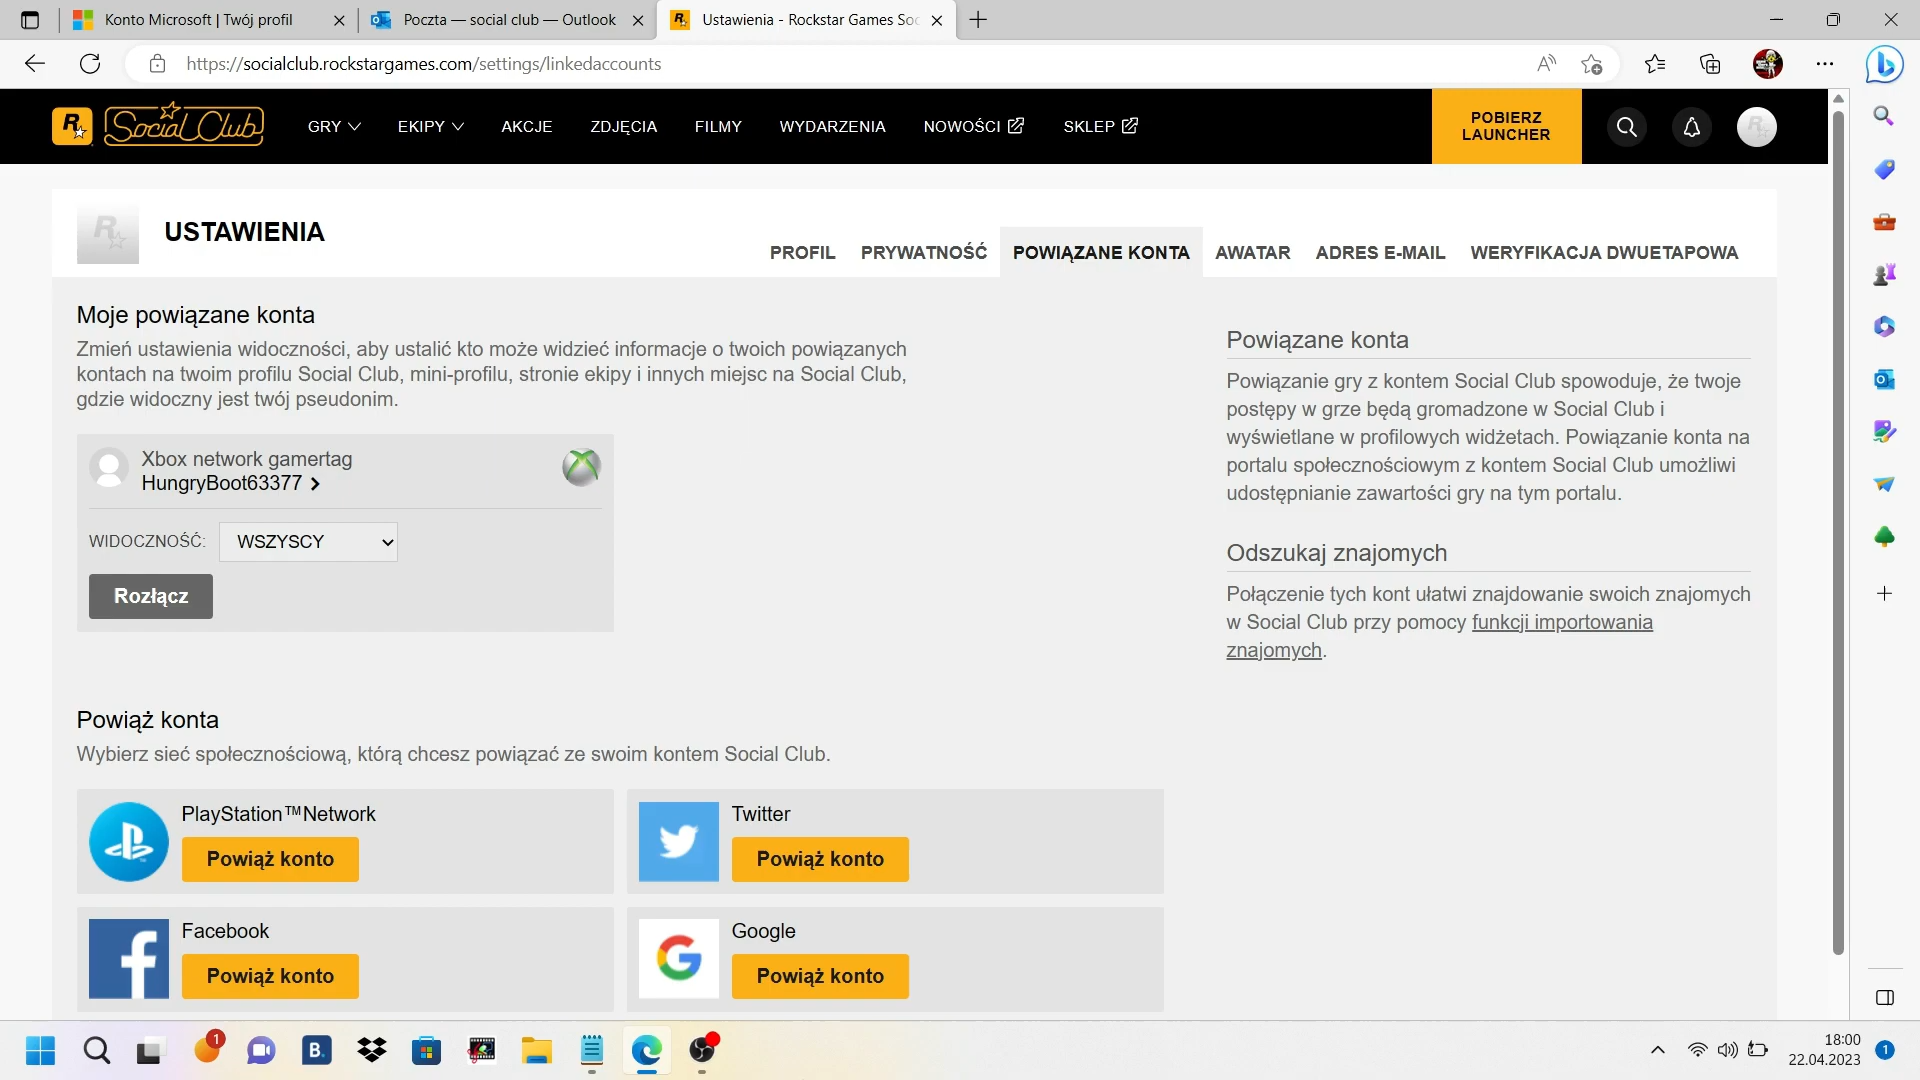 Konto Microsoft | Twój profil
Poczta — social club — Outlook
Ustawienia - Rockstar Games Soc
https://socialclub.rockstargames.com/settings/linkedaccounts
R
Social Club
GRY
EKIPY
AKCJE
ZDJĘCIA
FILMY
WYDARZENIA
NOWOŚCI
SKLEP
POBIERZ
LAUNCHER
USTAWIENIA
PROFIL
PRYWATNOŚĆ
POWIĄZANE KONTA
AWATAR
ADRES E-MAIL
WERYFIKACJA DWUETAPOWA
Moje powiązane konta
Zmień ustawienia widoczności, aby ustalić kto może widzieć informacje o twoich powiązanych
kontach na twoim profilu Social Club, mini-profilu, stronie ekipy i innych miejsc na Social Club,
gdzie widoczny jest twój pseudonim.
Xbox network gamertag
HungryBoot63377
WIDOCZNOŚĆ:
WSZYSCY
Rozłącz
Powiązane konta
Powiązanie gry z kontem Social Club spowoduje, że twoje
postępy w grze będą gromadzone w Social Club i
wyświetlane w profilowych widżetach. Powiązanie konta na
portalu społecznościowym z kontem Social Club umożliwi
udostępnianie zawartości gry na tym portalu.
Odszukaj znajomych
Połączenie tych kont ułatwi znajdowanie swoich znajomych
w Social Club przy pomocy funkcji importowania
znajomych.
Powiąż konta
Wybierz sieć społecznościową, którą chcesz powiązać ze swoim kontem Social Club.
PlayStation™Network
Powiąż konto
Twitter
Powiąż konto
Facebook
Powiąż konto
Google
Powiąż konto
1
B.
18:00
22.04.2023
1